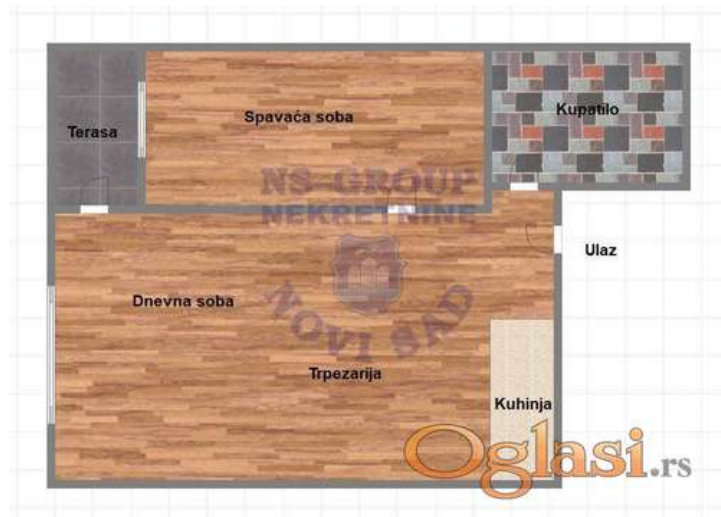 Spavaća soba
Kupatilo
Terasa
NS-GROUP
NEKRETNINE
NOVI SAD
Ulaz
Dnevna soba
Trpezarija
Kuhinja
Oglasi.rs